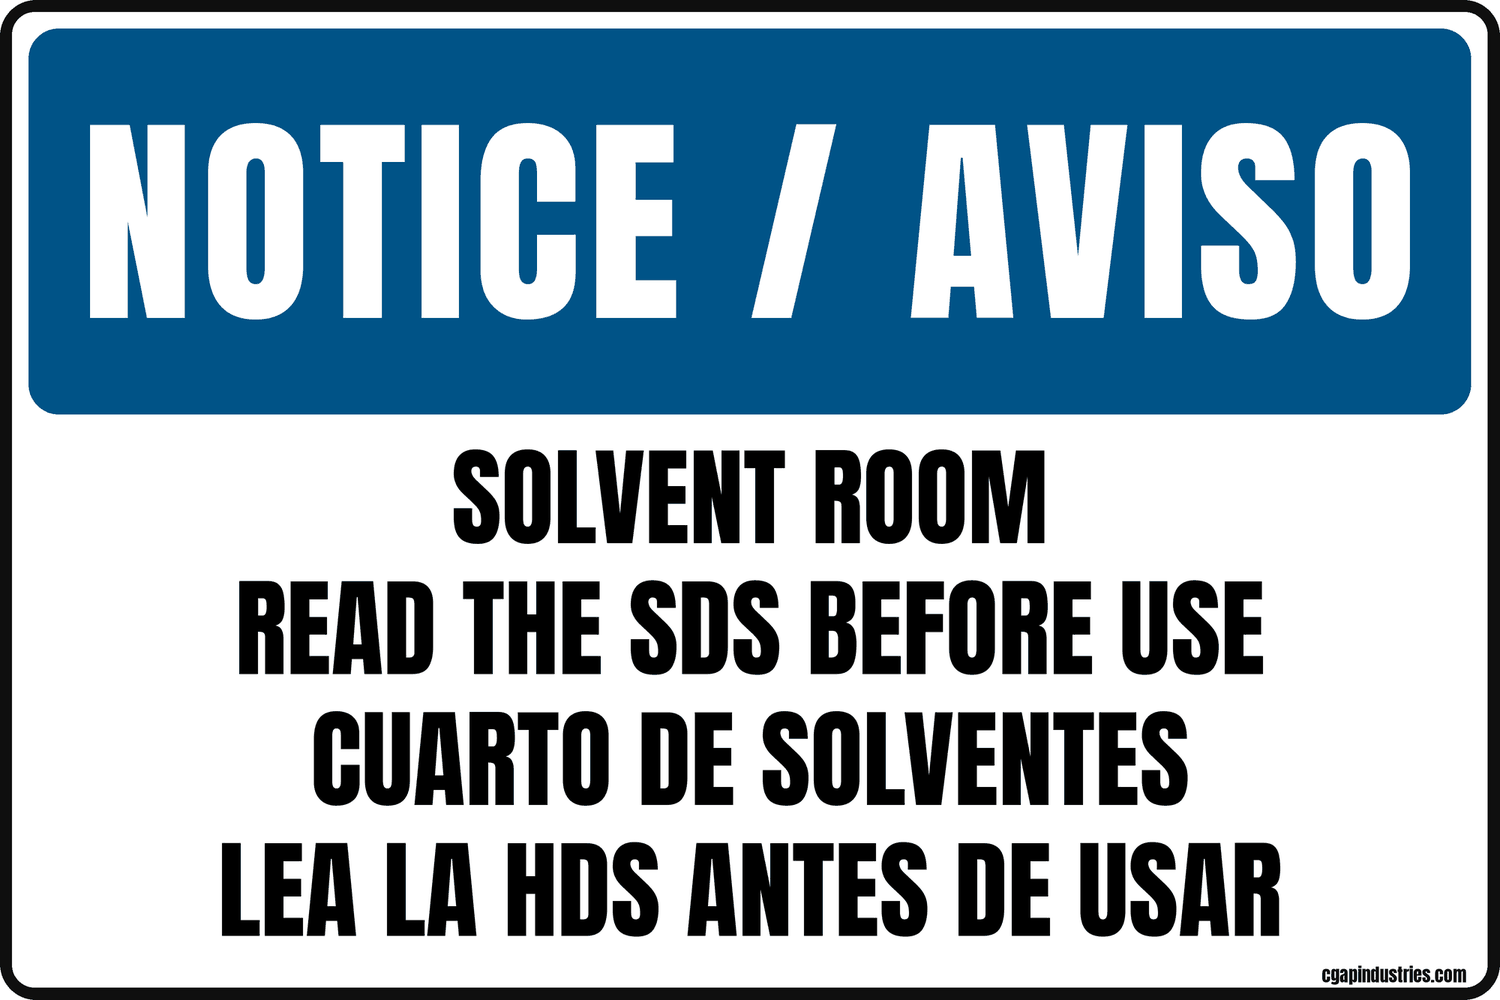 NOTICE / AVISO
SOLVENT ROOM
READ THE SDS BEFORE USE
CUARTO DE SOLVENTES
LEA LA HDS ANTES DE USAR
cgapindustries.com